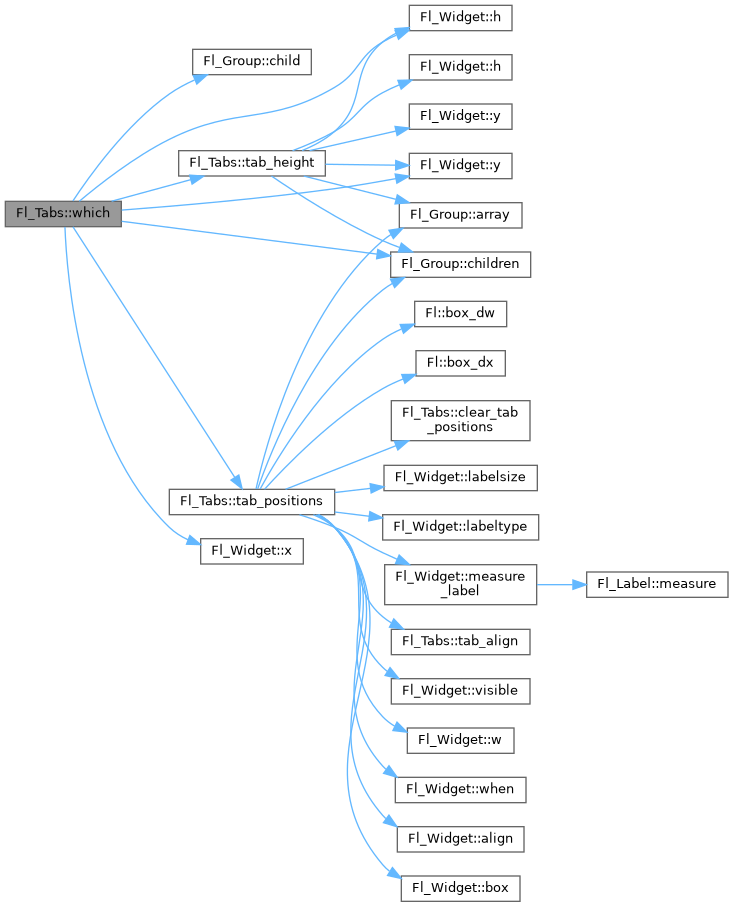 Fl_Tabs::which
Fl_Group::child
Fl_Tabs::tab_height
Fl_Tabs::tab_positions
Fl_Widget::x
Fl_Widget::h
Fl_Widget::h
Fl_Widget::y
Fl_Widget::y
Fl_Group::array
Fl_Group::children
Fl::box_dw
Fl::box_dx
Fl_Tabs::clear_tab
_positions
Fl_Widget::labelsize
Fl_Widget::labeltype
Fl_Widget::measure
_label
Fl_Tabs::tab_align
Fl_Widget::visible
Fl_Widget::w
Fl_Widget::when
Fl_Widget::align
Fl_Widget::box
Fl_Label::measure